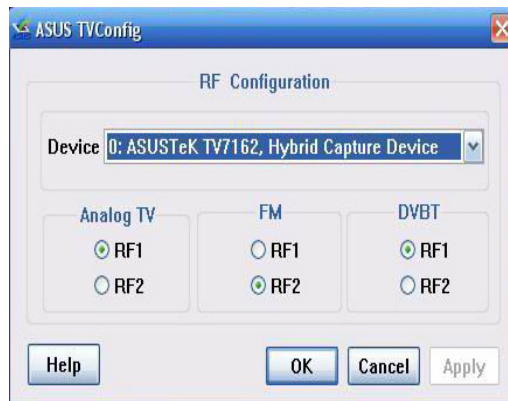 ASUS TVConfig
RF Configuration
Device 0: ASUSTeK TV7162, Hybrid Capture Device
Analog TV
RF1
RF2
FM
RF1
RF2
DVBT
RF1
RF2
Help
OK
Cancel
Apply